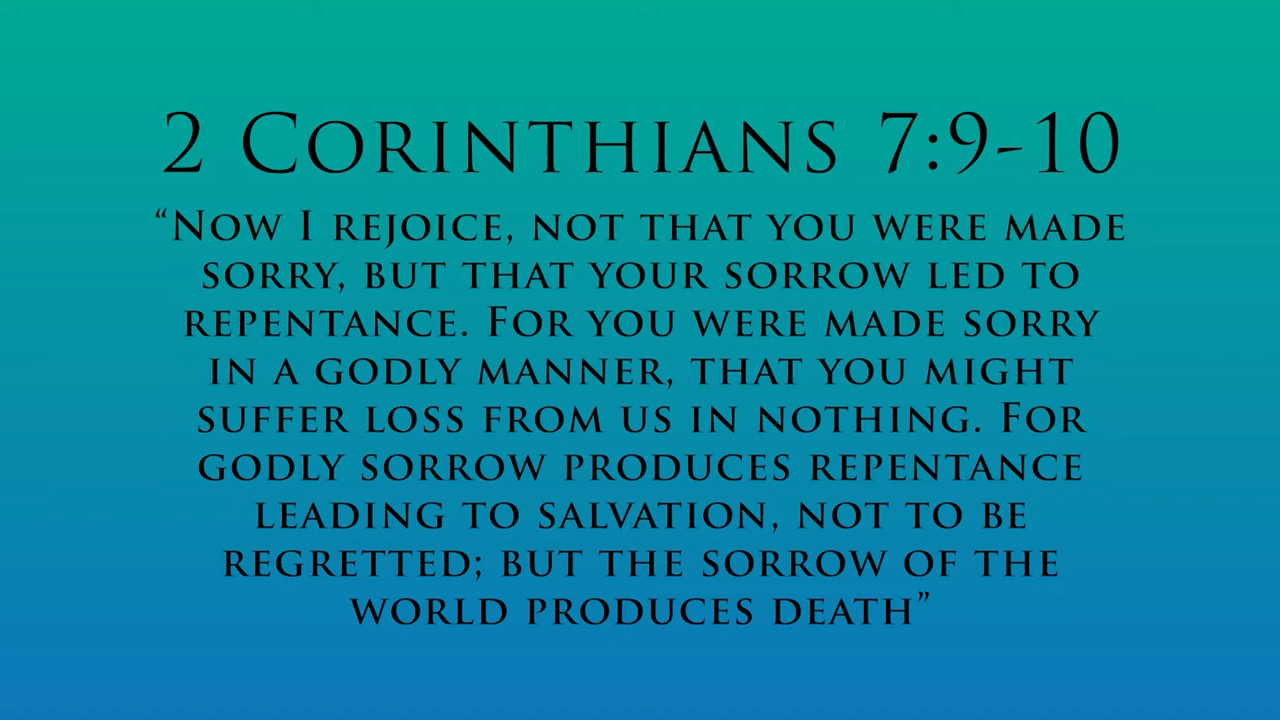 2 Corinthians 7:9-10
“Now I rejoice, not that you were made
sorry, but that your sorrow led to
repentance. For you were made sorry
in a godly manner, that you might
suffer loss from us in nothing. For
godly sorrow produces repentance
leading to salvation, not to be
regretted; but the sorrow of the
world produces death”